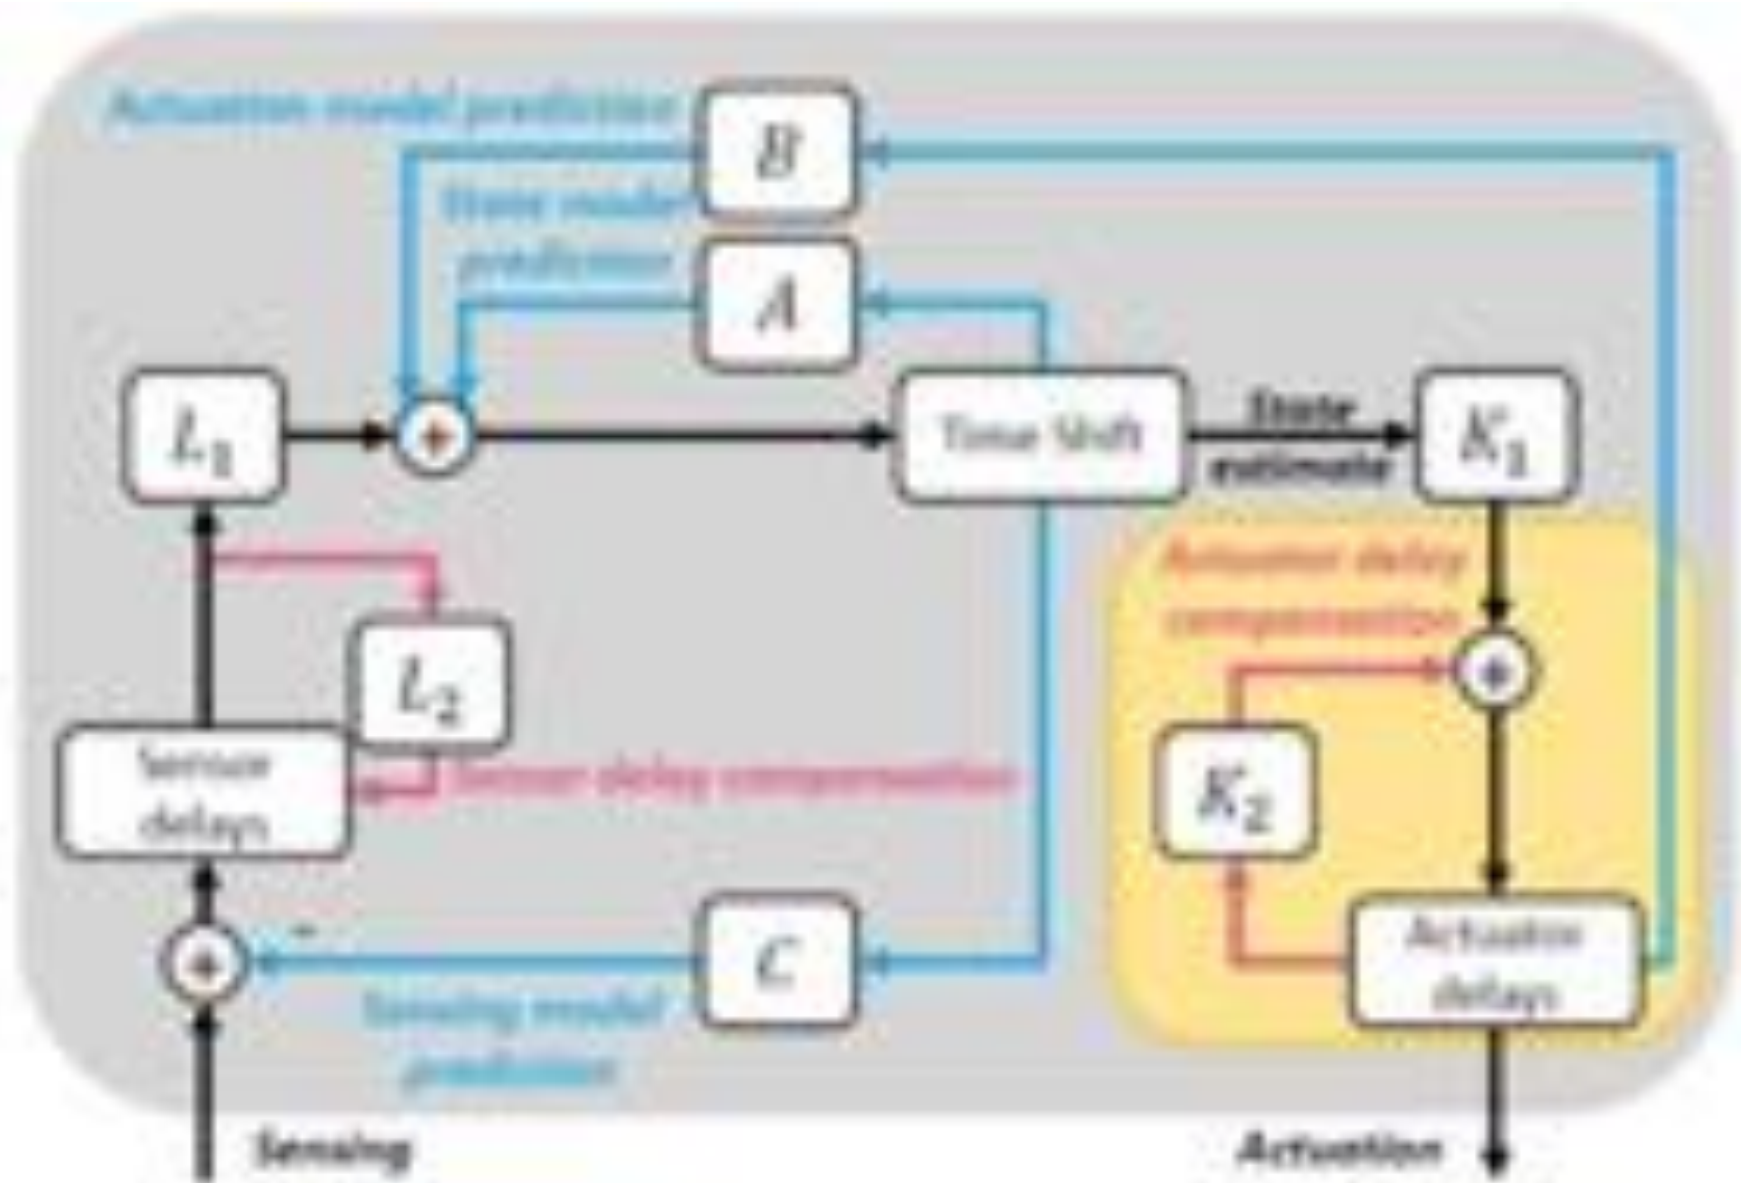 Actuation model prediction
B
State model
prediction
A
L1
+
Time Shift
State
estimate
K1
Actuator delay
compensation
+
L2
Sensor
delays
Sensor delay compensation
K2
-
+
C
Actuator
delays
Sensing model
prediction
Sensing
Actuation